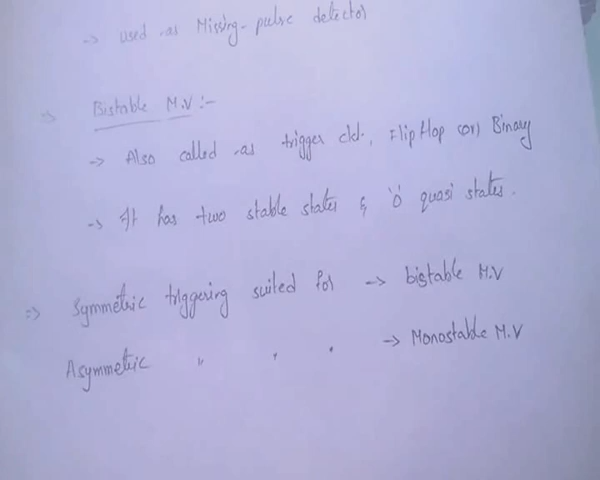 -> used as Missing-pulse detector
=> Bistable M.V :-
-> Also called as trigger ckt., Flip Flop (or) Binary
-> It has two stable states & '0' quasi states.
=> Symmetric triggering suited for -> bistable M.V
Asymmetric " " " -> Monostable M.V